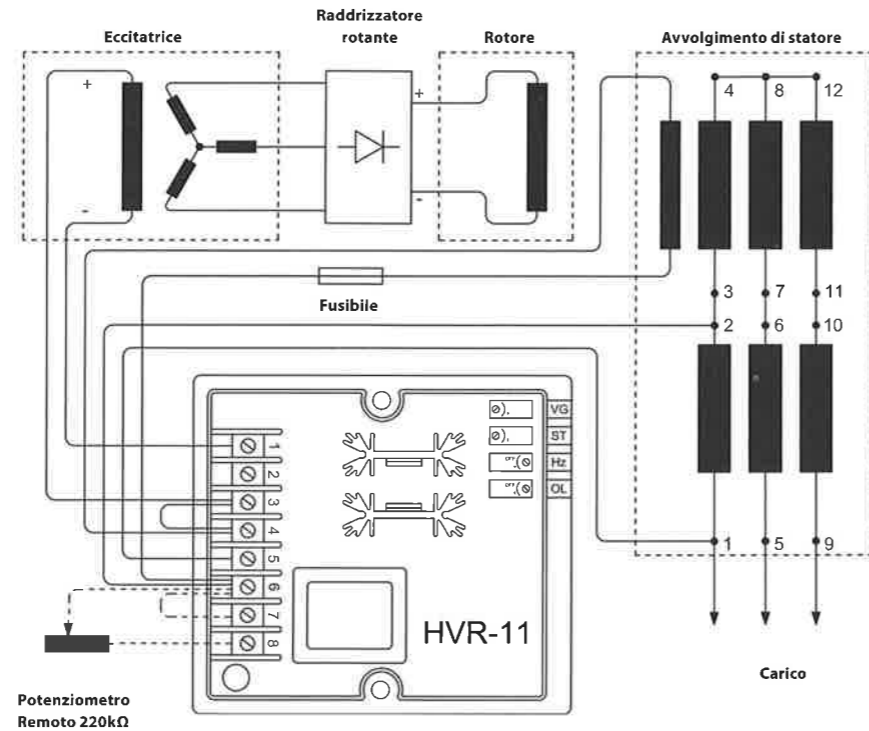 Eccitatrice
Raddrizzatore
rotante
Rotore
Avvolgimento di statore
+
-
+
-
4 8 12
3 7 11
2 6 10
1 5 9
Fusibile
VG
ST
Hz
OL
1
2
3
4
5
6
7
8
HVR-11
Carico
Potenziometro
Remoto 220kΩ